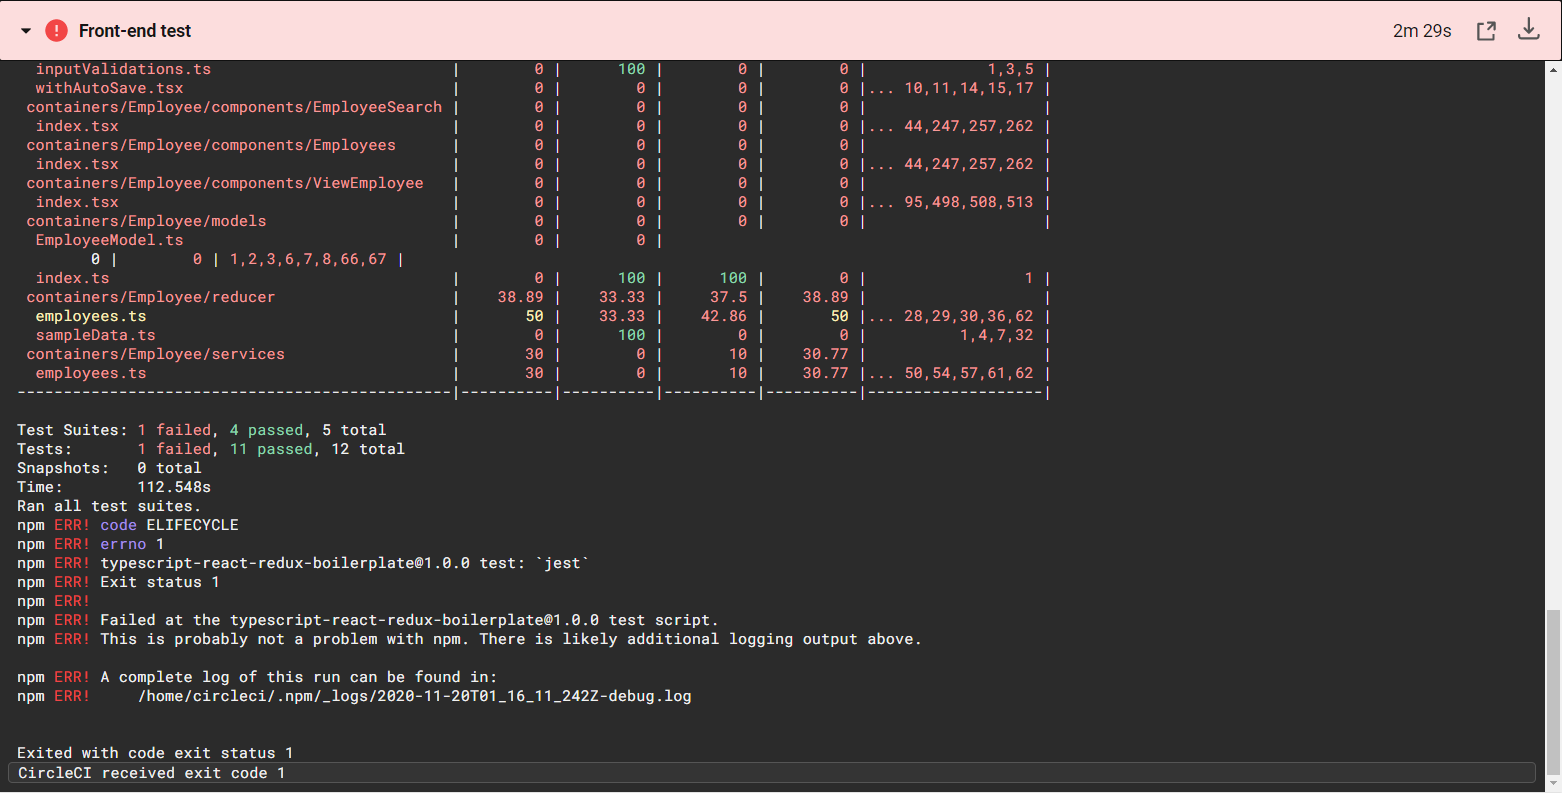 Front-end test 2m 29s
inputValidations.ts | 0 | 100 | 0 | 0 | 1,3,5 |
withAutoSave.tsx | 0 | 0 | 0 | 0 |... 10,11,14,15,17 |
containers/Employee/components/EmployeeSearch | 0 | 0 | 0 | 0 | |
index.tsx | 0 | 0 | 0 | 0 |... 44,247,257,262 |
containers/Employee/components/Employees | 0 | 0 | 0 | 0 | |
index.tsx | 0 | 0 | 0 | 0 |... 44,247,257,262 |
containers/Employee/components/ViewEmployee | 0 | 0 | 0 | 0 | |
index.tsx | 0 | 0 | 0 | 0 |... 95,498,508,513 |
containers/Employee/models | 0 | 0 | 0 | 0 | |
EmployeeModel.ts | 0 | 0 |
0 | 0 | 1,2,3,6,7,8,66,67 |
index.ts | 0 | 100 | 100 | 0 | 1 |
containers/Employee/reducer | 38.89 | 33.33 | 37.5 | 38.89 | |
employees.ts | 50 | 33.33 | 42.86 | 50 |... 28,29,30,36,62 |
sampleData.ts | 0 | 100 | 0 | 0 | 1,4,7,32 |
containers/Employee/services | 30 | 0 | 10 | 30.77 | |
employees.ts | 30 | 0 | 10 | 30.77 |... 50,54,57,61,62 |
-----------------------------------------------|----------|----------|----------|----------|-------------------|
Test Suites: 1 failed, 4 passed, 5 total
Tests: 1 failed, 11 passed, 12 total
Snapshots: 0 total
Time: 112.548s
Ran all test suites.
npm ERR! code ELIFECYCLE
npm ERR! errno 1
npm ERR! typescript-react-redux-boilerplate@1.0.0 test: `jest`
npm ERR! Exit status 1
npm ERR!
npm ERR! Failed at the typescript-react-redux-boilerplate@1.0.0 test script.
npm ERR! This is probably not a problem with npm. There is likely additional logging output above.
npm ERR! A complete log of this run can be found in:
npm ERR! /home/circleci/.npm/_logs/2020-11-20T01_16_11_242Z-debug.log
Exited with code exit status 1
CircleCI received exit code 1